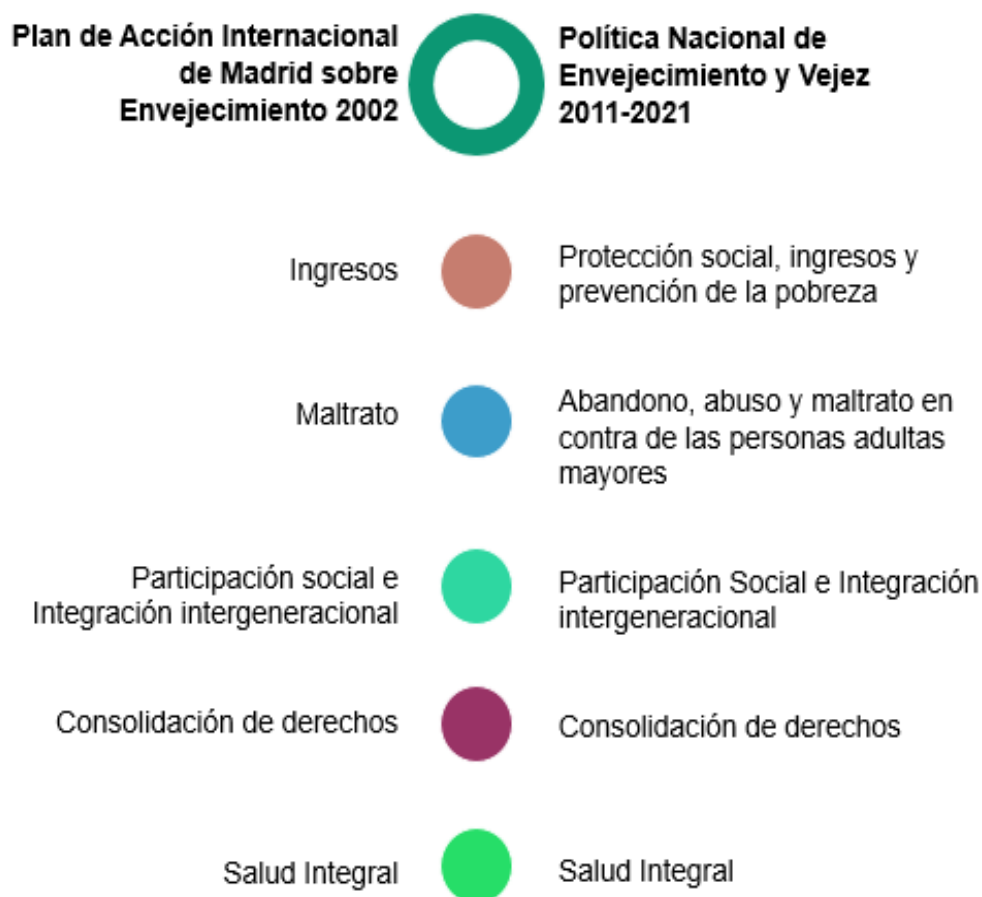 Plan de Acción Internacional
de Madrid sobre
Envejecimiento 2002
Política Nacional de
Envejecimiento y Vejez
2011-2021
Ingresos
Protección social, ingresos y
prevención de la pobreza
Maltrato
Abandono, abuso y maltrato en
contra de las personas adultas
mayores
Participación social e
Integración intergeneracional
Participación Social e Integración
intergeneracional
Consolidación de derechos
Consolidación de derechos
Salud Integral
Salud Integral